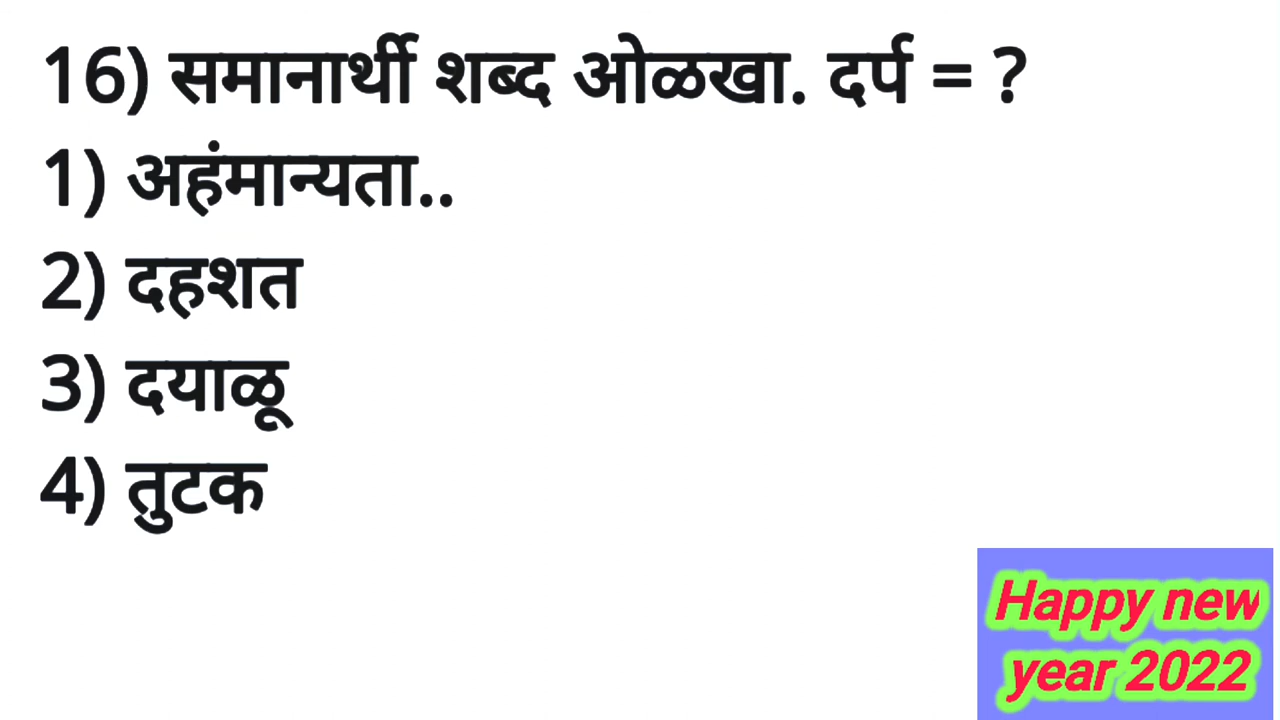 16) समानार्थी शब्द ओळखा. दर्प = ?
1) अहंमान्यता..
2) दहशत
3) दयाळू
4) तुटक
Happy new
year 2022